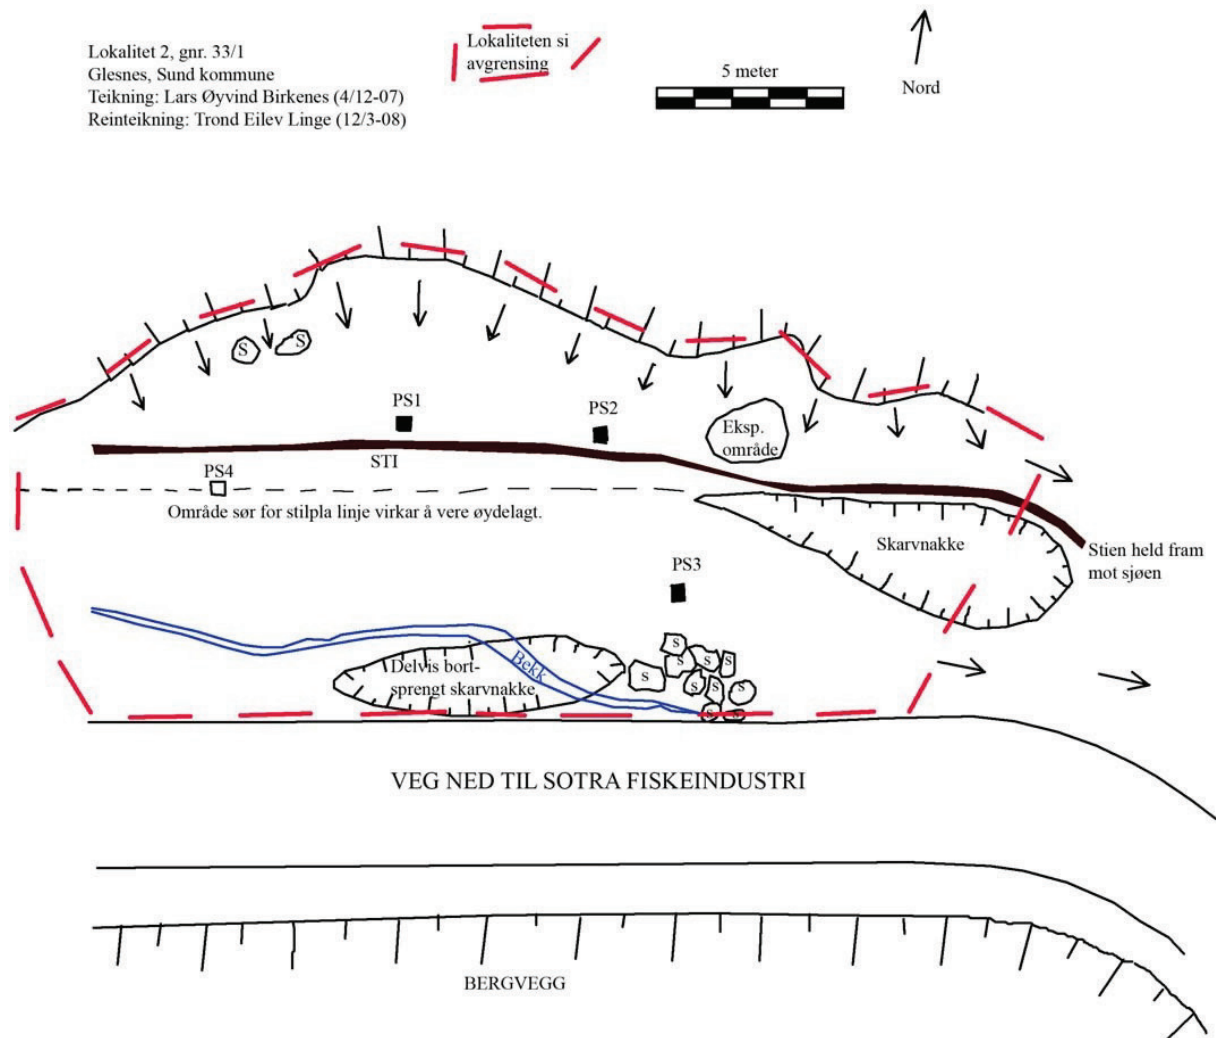 Lokalitet 2, gnr. 33/1
Glesnes, Sund kommune
Teikning: Lars Øyvind Birkenes (4/12-07)
Reinteikning: Trond Eilev Linge (12/3-08)
Lokaliteten si
avgrensing
5 meter
Nord
S
S
PS1
PS2
Eksp.
område
STI
PS4
Område sør for stilpla linje virkar å vere øydelagt.
Skarvnakke
Stien held fram
mot sjøen
PS3
Delvis bort-
sprengt skarvnakke
Bekk
s
s
s
s
s
s
s
s
s
s
VEG NED TIL SOTRA FISKEINDUSTRI
BERGVEGG